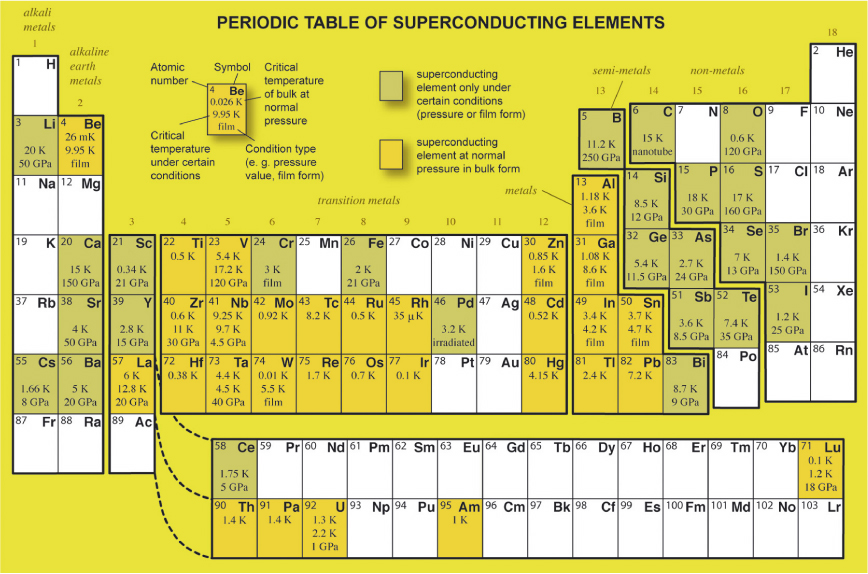 PERIODIC TABLE OF SUPERCONDUCTING ELEMENTS
alkali
metals
1
alkaline
earth
metals
2
Atomic
number
Symbol
Critical
temperature
of bulk at
normal
pressure
4 Be
0.026 K
9.95 K
film
Critical
temperature
under certain
conditions
Condition type
(e. g. pressure
value, film form)
superconducting
element only under
certain conditions
(pressure or film form)
superconducting
element at normal
pressure in bulk form
semi-metals
non-metals
metals
transition metals
18
13 14 15 16 17
3 4 5 6 7 8 9 10 11 12
1 H
2 He
3 Li
20 K
50 GPa
4 Be
26 mK
9.95 K
film
5 B
11.2 K
250 GPa
6 C
15 K
nanotube
7 N
8 O
0.6 K
120 GPa
9 F
10 Ne
11 Na
12 Mg
13 Al
1.18 K
3.6 K
film
14 Si
8.5 K
12 GPa
15 P
18 K
30 GPa
16 S
17 K
160 GPa
17 Cl
18 Ar
19 K
20 Ca
15 K
150 GPa
21 Sc
0.34 K
21 GPa
22 Ti
0.5 K
23 V
5.4 K
17.2 K
120 GPa
24 Cr
3 K
film
25 Mn
26 Fe
2 K
21 GPa
27 Co
28 Ni
29 Cu
30 Zn
0.85 K
1.6 K
film
31 Ga
1.08 K
8.6 K
film
32 Ge
5.4 K
11.5 GPa
33 As
2.7 K
24 GPa
34 Se
7 K
13 GPa
35 Br
1.4 K
150 GPa
36 Kr
37 Rb
38 Sr
4 K
50 GPa
39 Y
2.8 K
15 GPa
40 Zr
0.6 K
11 K
30 GPa
41 Nb
9.25 K
9.7 K
4.5 GPa
42 Mo
0.92 K
43 Tc
8.2 K
44 Ru
0.5 K
45 Rh
35 µK
46 Pd
3.2 K
irradiated
47 Ag
48 Cd
0.52 K
49 In
3.4 K
4.2 K
film
50 Sn
3.7 K
4.7 K
film
51 Sb
3.6 K
8.5 GPa
52 Te
7.4 K
35 GPa
53 I
1.2 K
25 GPa
54 Xe
55 Cs
1.66 K
8 GPa
56 Ba
5 K
20 GPa
57 La
6 K
12.8 K
20 GPa
72 Hf
0.38 K
73 Ta
4.4 K
4.5 K
40 GPa
74 W
0.01 K
5.5 K
film
75 Re
1.7 K
76 Os
0.7 K
77 Ir
0.1 K
78 Pt
79 Au
80 Hg
4.15 K
81 Tl
2.4 K
82 Pb
7.2 K
83 Bi
8.7 K
9 GPa
84 Po
85 At
86 Rn
87 Fr
88 Ra
89 Ac
58 Ce
1.75 K
5 GPa
59 Pr
60 Nd
61 Pm
62 Sm
63 Eu
64 Gd
65 Tb
66 Dy
67 Ho
68 Er
69 Tm
70 Yb
71 Lu
0.1 K
1.2 K
18 GPa
90 Th
1.4 K
91 Pa
1.4 K
92 U
1.3 K
2.2 K
1 GPa
93 Np
94 Pu
95 Am
1 K
96 Cm
97 Bk
98 Cf
99 Es
100 Fm
101 Md
102 No
103 Lr